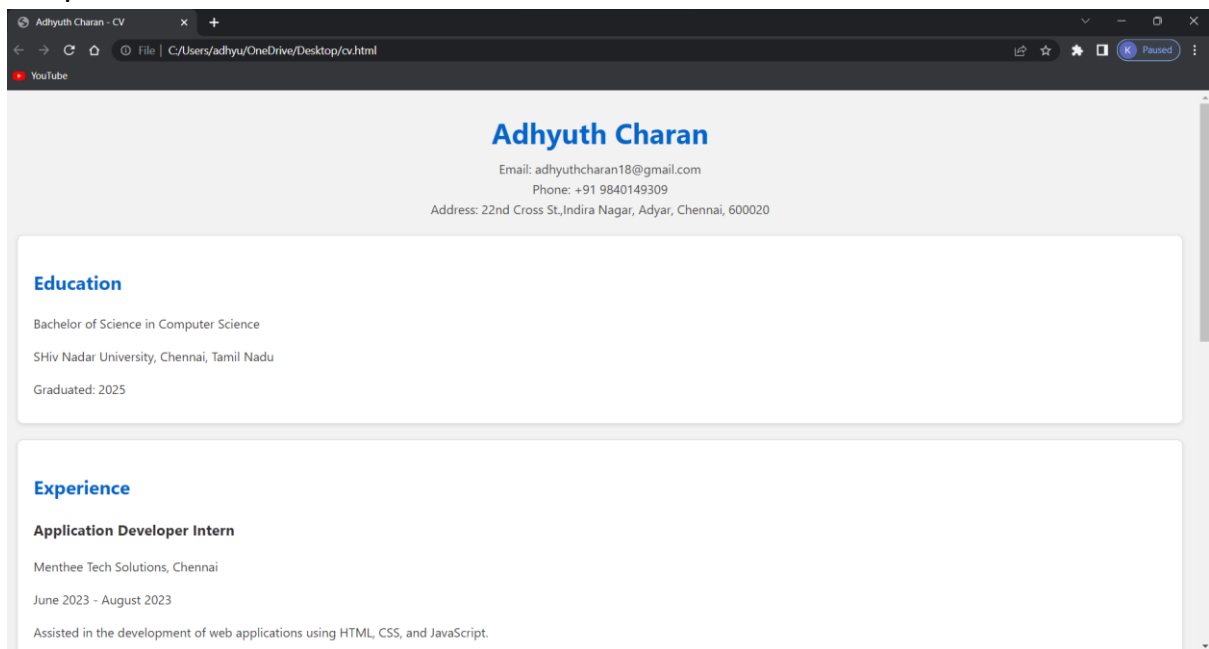 Adhyuth Charan - CV
File | C:/Users/adhyu/OneDrive/Desktop/cv.html
K Paused
YouTube
Adhyuth Charan
Email: adhyuthcharan18@gmail.com
Phone: +91 9840149309
Address: 22nd Cross St.,Indira Nagar, Adyar, Chennai, 600020
Education
Bachelor of Science in Computer Science
SHiv Nadar University, Chennai, Tamil Nadu
Graduated: 2025
Experience
Application Developer Intern
Menthee Tech Solutions, Chennai
June 2023 - August 2023
Assisted in the development of web applications using HTML, CSS, and JavaScript.